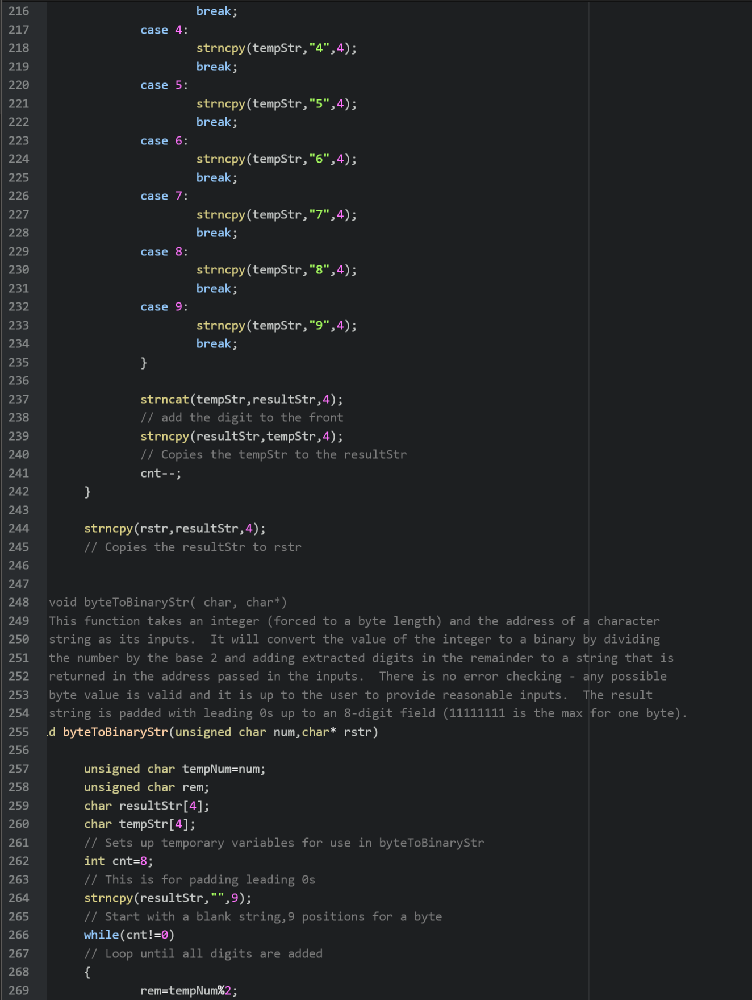 216 break;
217 case 4:
218 strncpy(tempStr,"4",4);
219 break;
220 case 5:
221 strncpy(tempStr,"5",4);
222 break;
223 case 6:
224 strncpy(tempStr,"6",4);
225 break;
226 case 7:
227 strncpy(tempStr,"7",4);
228 break;
229 case 8:
230 strncpy(tempStr,"8",4);
231 break;
232 case 9:
233 strncpy(tempStr,"9",4);
234 break;
235 }
236
237 strncat(tempStr,resultStr,4);
238 // add the digit to the front
239 strncpy(resultStr,tempStr,4);
240 // Copies the tempStr to the resultStr
241 cnt--;
242 }
243
244 strncpy(rstr,resultStr,4);
245 // Copies the resultStr to rstr
246
247
248 void byteToBinaryStr( char, char*)
249 This function takes an integer (forced to a byte length) and the address of a character
250 string as its inputs.  It will convert the value of the integer to a binary by dividing
251 the number by the base 2 and adding extracted digits in the remainder to a string that is
252 returned in the address passed in the inputs.  There is no error checking - any possible
253 byte value is valid and it is up to the user to provide reasonable inputs.  The result
254 string is padded with leading 0s up to an 8-digit field (11111111 is the max for one byte).
255 d byteToBinaryStr(unsigned char num,char* rstr)
256
257 unsigned char tempNum=num;
258 unsigned char rem;
259 char resultStr[4];
260 char tempStr[4];
261 // Sets up temporary variables for use in byteToBinaryStr
262 int cnt=8;
263 // This is for padding leading 0s
264 strncpy(resultStr,"",9);
265 // Start with a blank string,9 positions for a byte
266 while(cnt!=0)
267 // Loop until all digits are added
268 {
269 rem=tempNum%2;